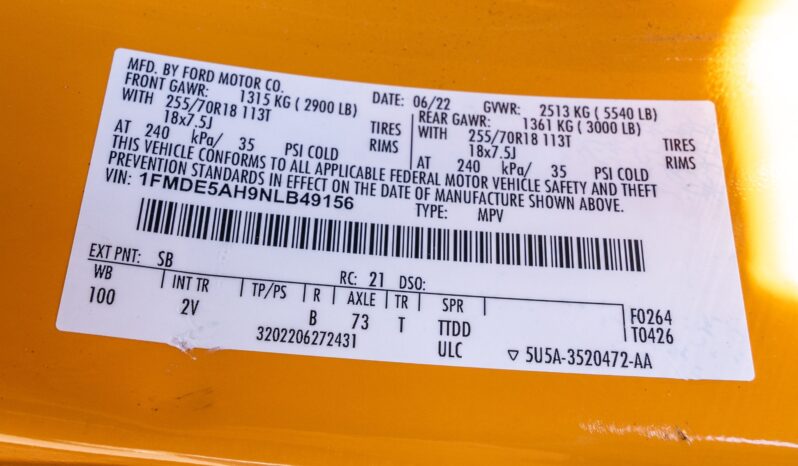 MFD. BY FORD MOTOR CO.
DATE: 06/22 GVWR: 2513 KG ( 5540 LB)
FRONT GAWR: 1315 KG ( 2900 LB)
REAR GAWR: 1361 KG ( 3000 LB)
WITH 255/70R18 113T TIRES
WITH 255/70R18 113T TIRES
18x7.5J RIMS
18x7.5J RIMS
AT 240 kPa/ 35 PSI COLD
AT 240 kPa/ 35 PSI COLD
THIS VEHICLE CONFORMS TO ALL APPLICABLE FEDERAL MOTOR VEHICLE SAFETY AND THEFT
PREVENTION STANDARDS IN EFFECT ON THE DATE OF MANUFACTURE SHOWN ABOVE.
VIN: 1FMDE5AH9NLB49156 TYPE: MPV
EXT PNT: SB RC: 21 DSO:
WB INT TR TP/PS R AXLE TR SPR F0264
100 2V B 73 T TTDD T0426
3202206272431 ULC ▽ 5U5A-3520472-AA